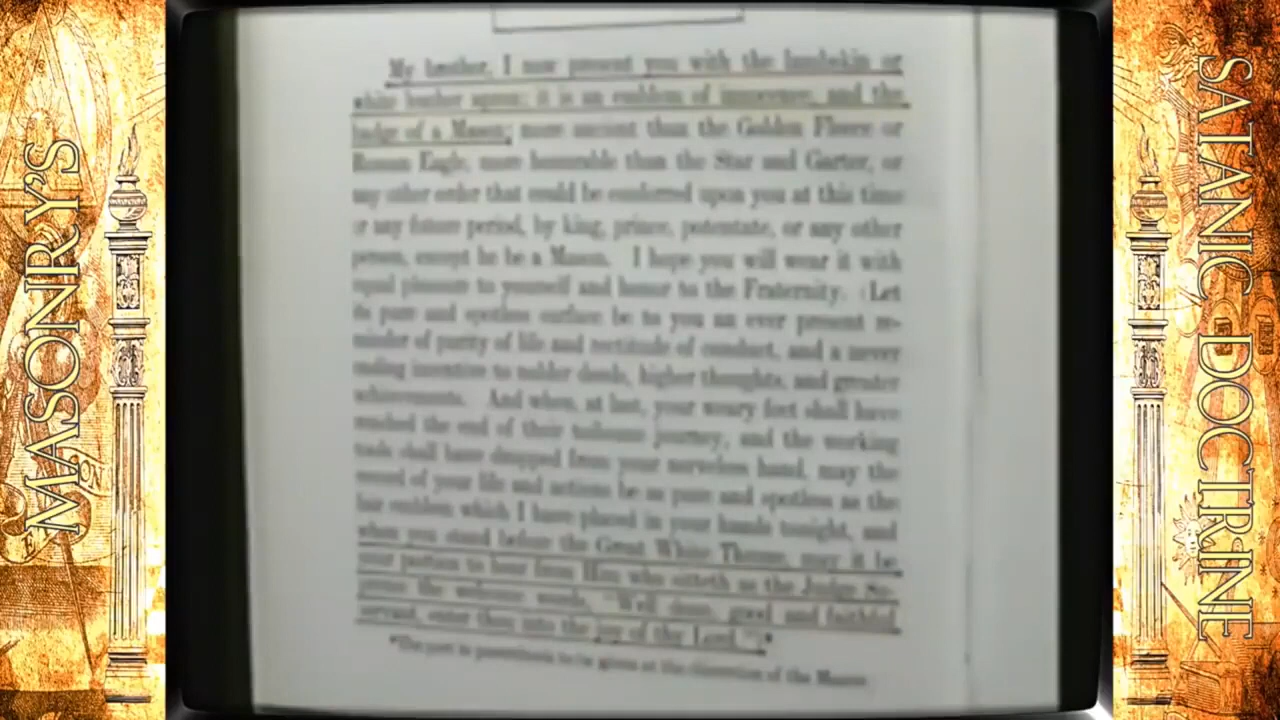 MASONRY'S
My brother, I now present you with the lambskin or
white leather apron; it is an emblem of innocence, and the
badge of a Mason; more ancient than the Golden Fleece or
Roman Eagle, more honorable than the Star and Garter, or
any other order that could be conferred upon you at this time
or any future period, by king, prince, potentate, or any other
person, except he be a Mason. I hope you will wear it with
equal pleasure to yourself and honor to the Fraternity. (Let
its pure and spotless surface be to you an ever present re-
minder of purity of life and rectitude of conduct, and a never
ending to nobler deeds, higher thoughts, and greater
achievements. And when, at last, your weary feet shall have
reached the end of their toilsome journey, and the working
tools shall have dropped from your nerveless hand, may the
record of your life and actions be as pure and spotless as the
fair emblem which I have placed in your hands tonight, and
when you stand before the Great White Throne, may it be
your portion to hear from Him who sitteth as the Judge Su-
preme the welcome words, "Well done, good and faithful
servant, enter thou into the joy of the Lord.")*
to be at the discretion of the Master
SATANIC DOCTRINE